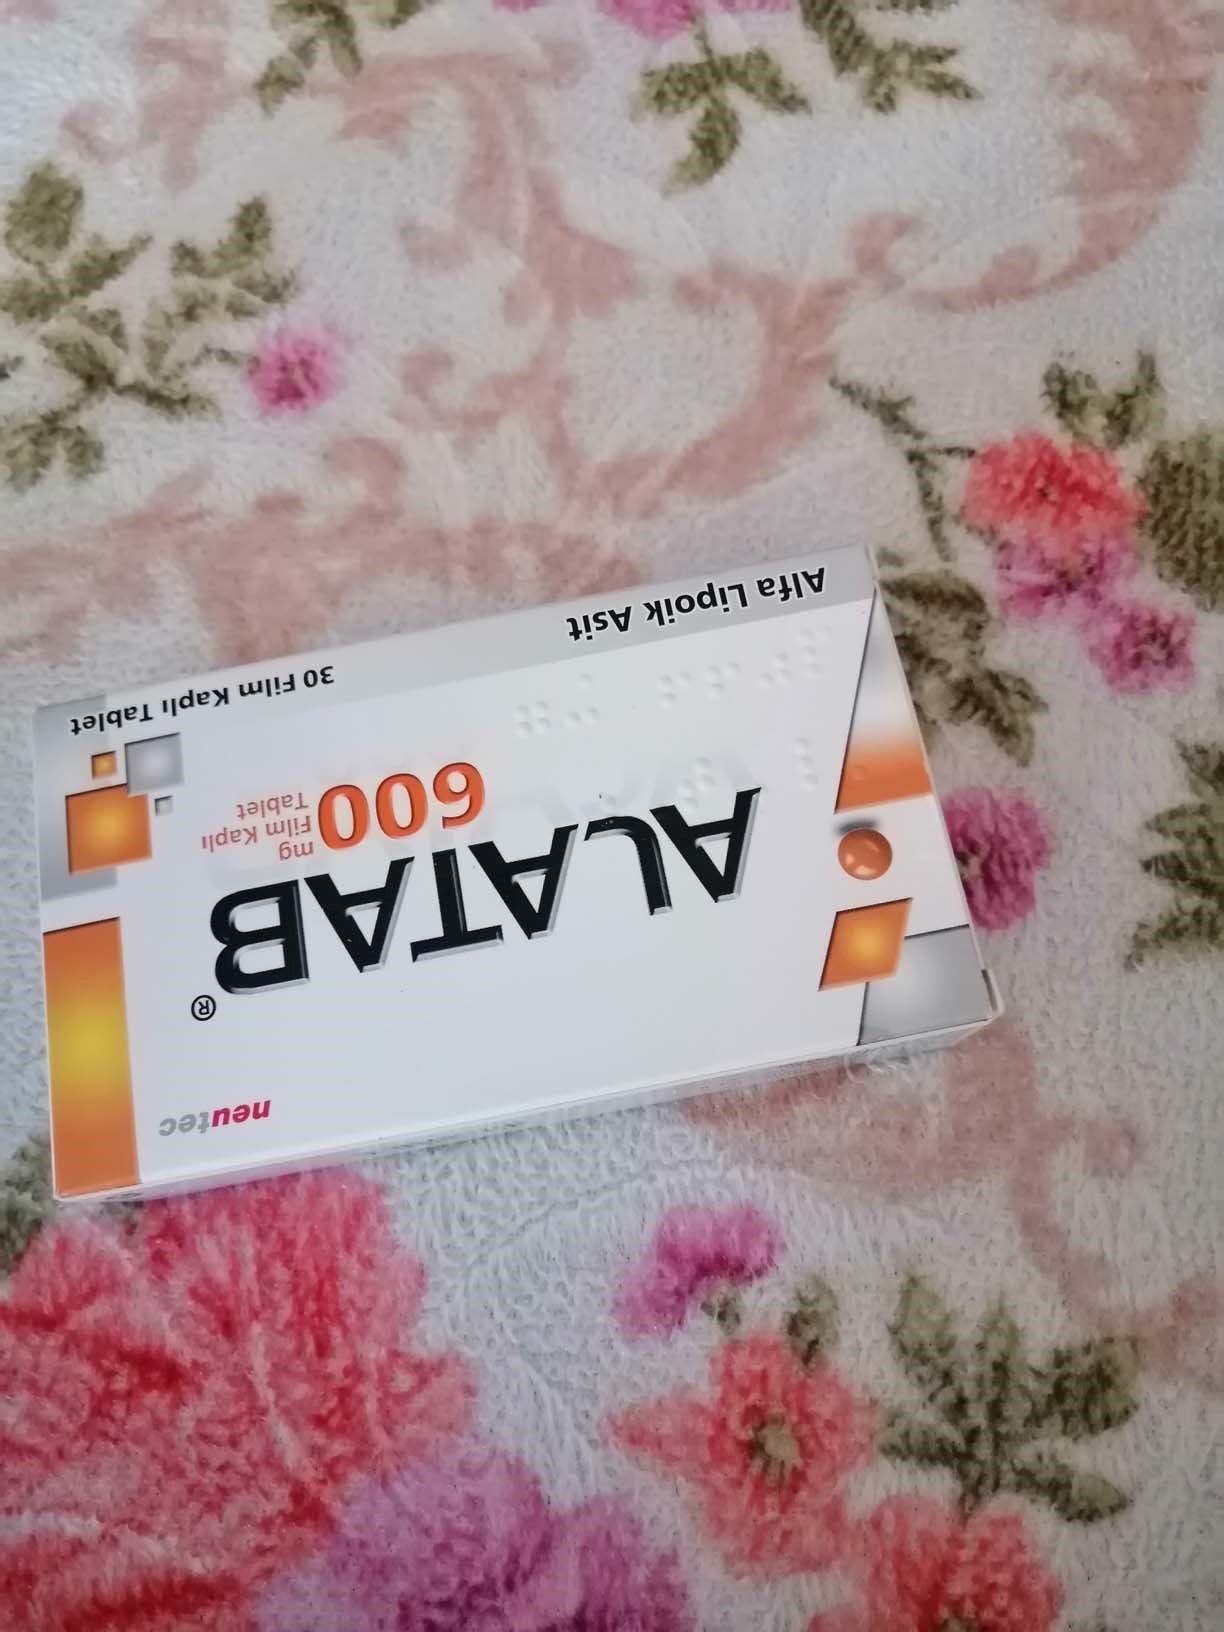 neutec
ALATAB®
600 mg
Film Kaplı
Tablet
Alfa Lipoik Asit
30 Film Kaplı Tablet